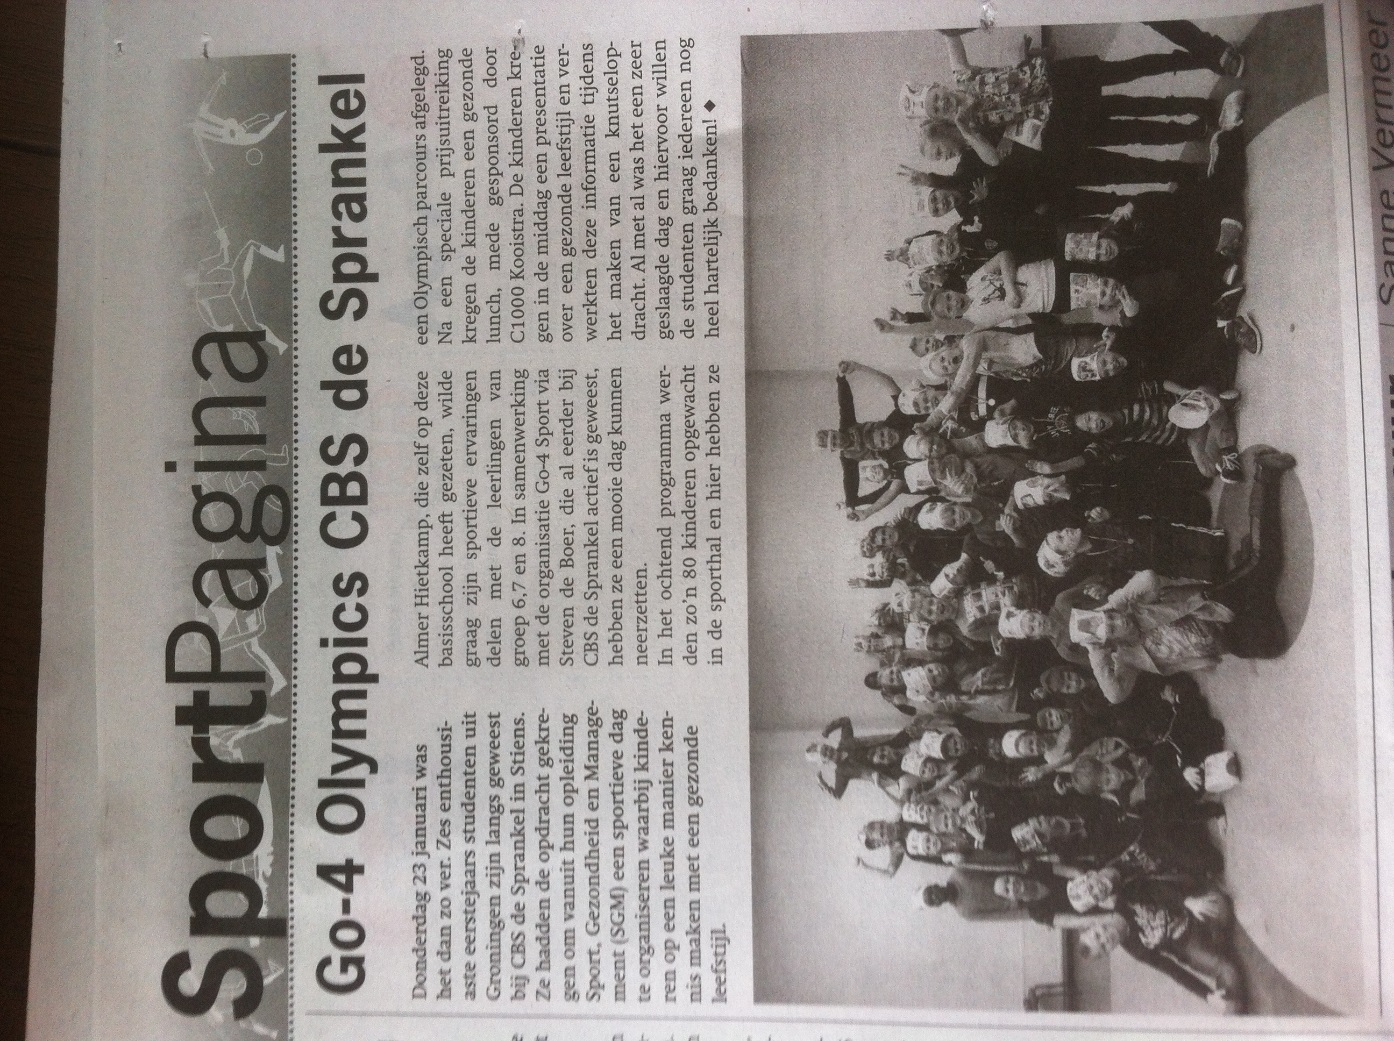 SportPagina
Go-4 Olympics CBS de Sprankel
Donderdag 23 januari was
het dan zo ver. Zes enthousi-
aste eerstejaars studenten uit
Groningen zijn langs geweest
bij CBS de Sprankel in Stiens.
Ze hadden de opdracht gekre-
gen om vanuit hun opleiding
Sport, Gezondheid en Manage-
ment (SGM) een sportieve dag
te organiseren waarbij kinde-
ren op een leuke manier ken-
nis maken met een gezonde
leefstijl.
Almer Hietkamp, die zelf op deze
basisschool heeft gezeten, wilde
graag zijn sportieve ervaringen
delen met de leerlingen van
groep 6,7 en 8. In samenwerking
met de organisatie Go-4 Sport via
Steven de Boer, die al eerder bij
CBS de Sprankel actief is geweest,
hebben ze een mooie dag kunnen
neerzetten.
In het ochtend programma wer-
den zo'n 80 kinderen opgewacht
in de sporthal en hier hebben ze
een Olympisch parcours afgelegd.
Na een speciale prijsuitreiking
kregen de kinderen een gezonde
lunch, mede gesponsord door
C1000 Kooistra. De kinderen kre-
gen in de middag een presentatie
over een gezonde leefstijl en ver-
werkten deze informatie tijdens
het maken van een knutselop-
dracht. Al met al was het een zeer
geslaagde dag en hiervoor willen
de studenten graag iedereen nog
heel hartelijk bedanken! ◆
Sanne Vermeer